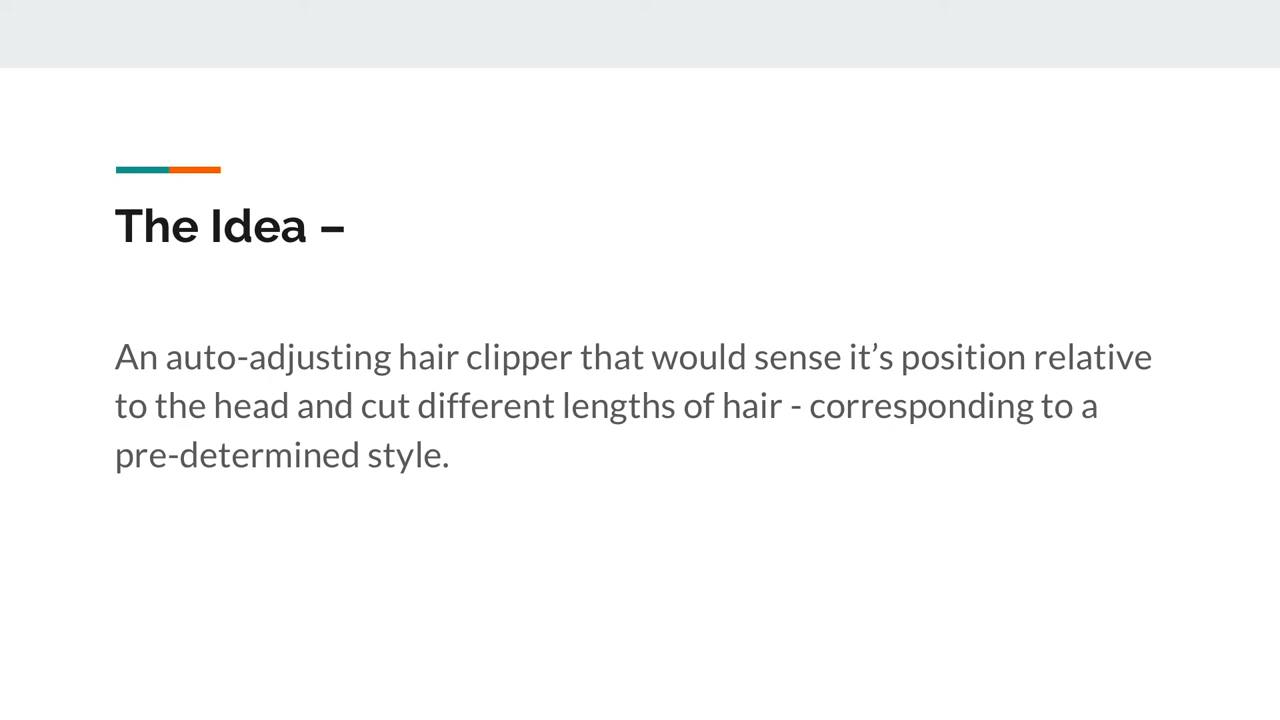 The Idea –
An auto-adjusting hair clipper that would sense it’s position relative
to the head and cut different lengths of hair - corresponding to a
pre-determined style.